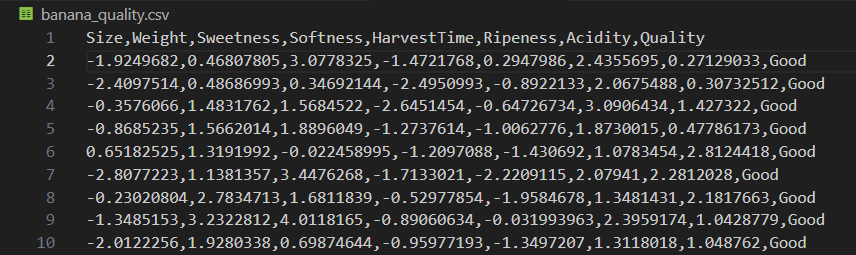 banana_quality.csv
1 Size,Weight,Sweetness,Softness,HarvestTime,Ripeness,Acidity,Quality
2 -1.9249682,0.46807805,3.0778325,-1.4721768,0.2947986,2.4355695,0.27129033,Good
3 -2.4097514,0.48686993,0.34692144,-2.4950993,-0.8922133,2.0675488,0.30732512,Good
4 -0.3576066,1.4831762,1.5684522,-2.6451454,-0.64726734,3.0906434,1.427322,Good
5 -0.8685235,1.5662014,1.8896049,-1.2737614,-1.0062776,1.8730015,0.47786173,Good
6 0.65182525,1.3191992,-0.022458995,-1.2097088,-1.430692,1.0783454,2.8124418,Good
7 -2.8077223,1.1381357,3.4476268,-1.7133021,-2.2209115,2.07941,2.2812028,Good
8 -0.23020804,2.7834713,1.6811839,-0.52977854,-1.9584678,1.3481431,2.1817663,Good
9 -1.3485153,3.2322812,4.0118165,-0.89060634,-0.031993963,2.3959174,1.0428779,Good
10 -2.0122256,1.9280338,0.69874644,-0.95977193,-1.3497207,1.3118018,1.048762,Good